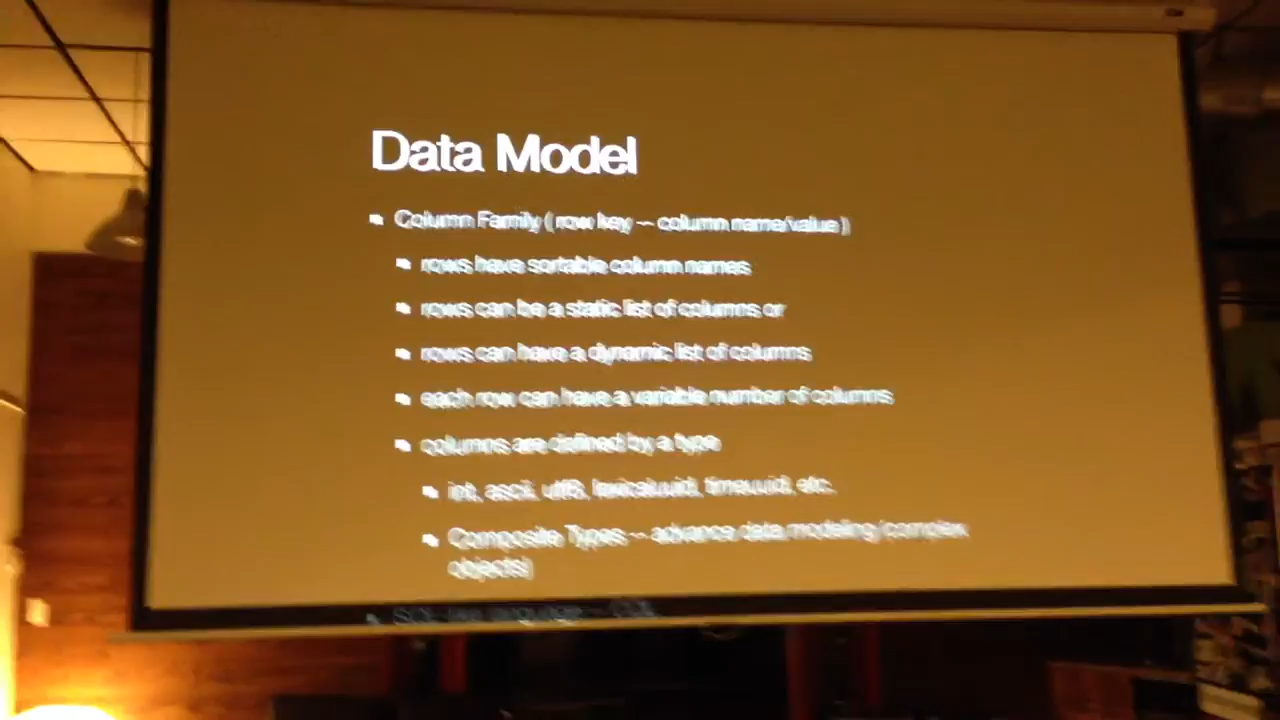 Data Model
Column Family ( row key -- column name/value )
rows have sortable column names
rows can be a static list of columns or
rows can have a dynamic list of columns
each row can have a variable number of columns
columns are defined by a type
int, ascii, utf8, lexicaluuid, timeuuid, etc.
Composite Types -- advance data modeling(complex
objects)
language -- CQL